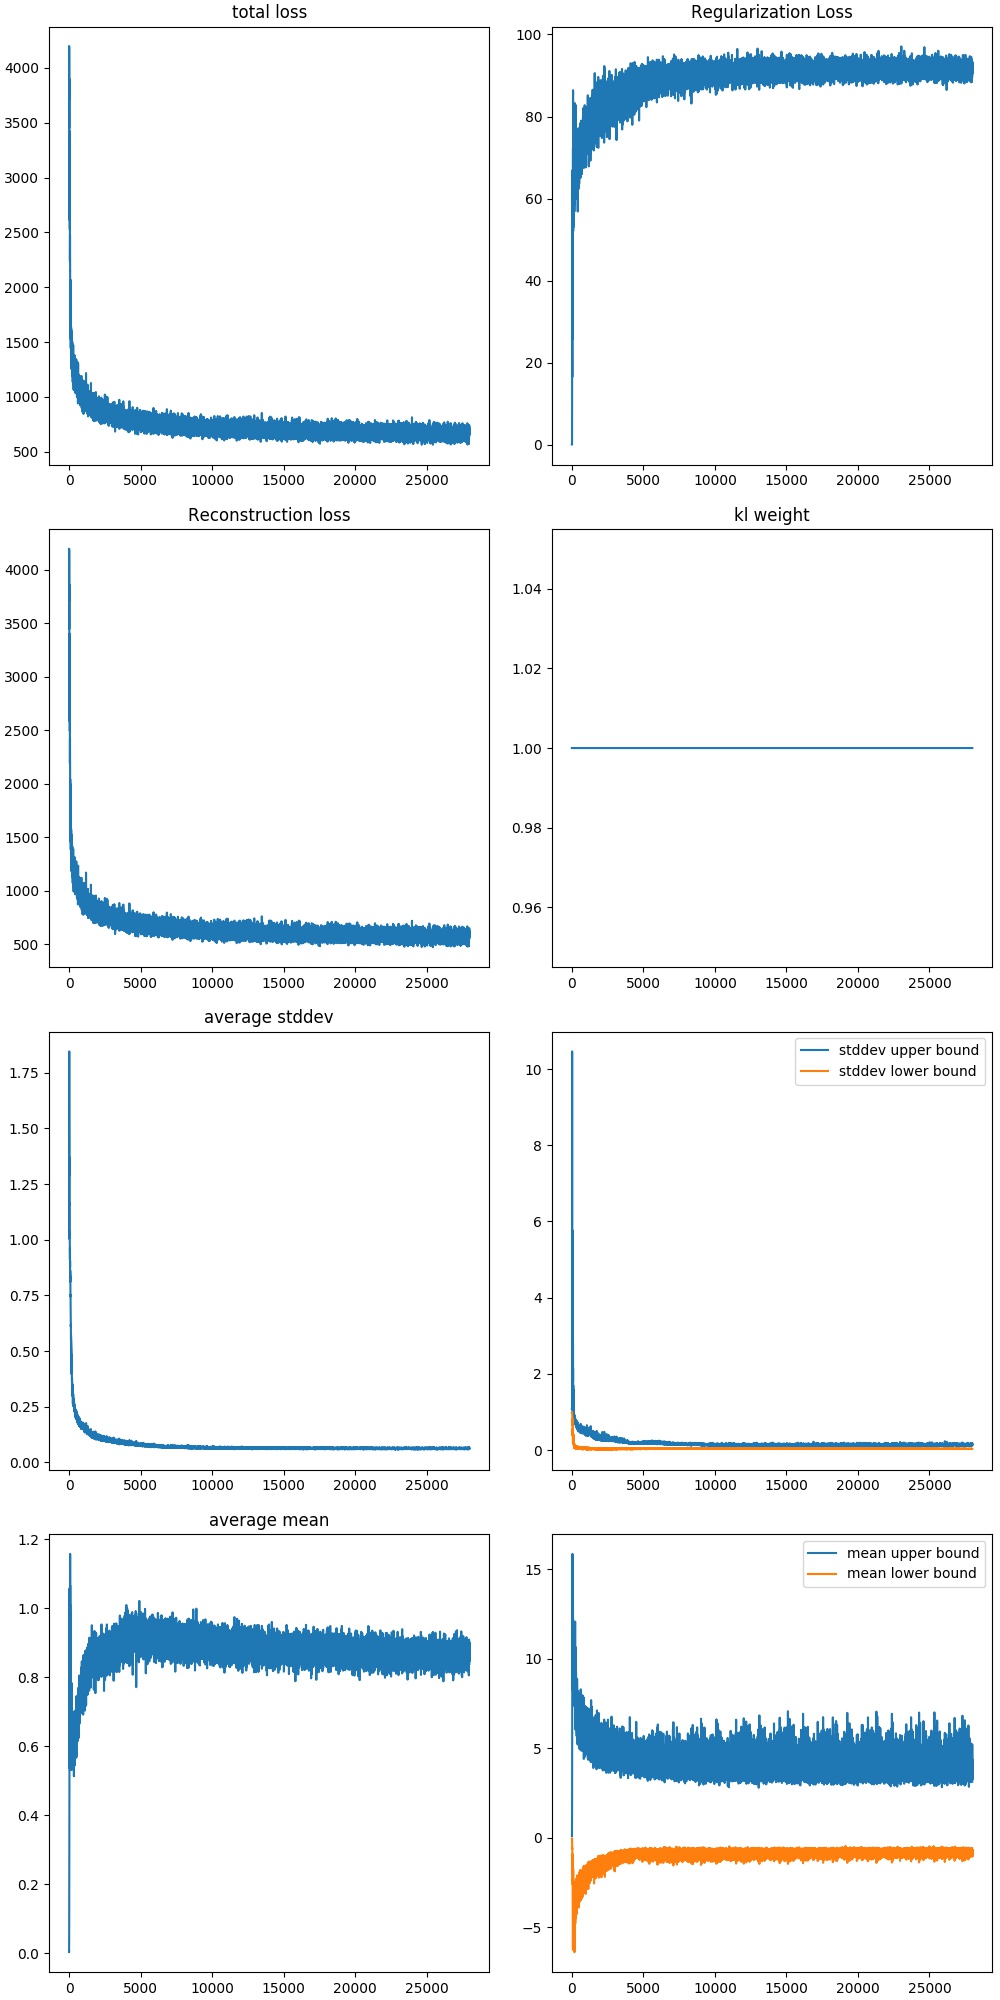 total loss
4000
3500
3000
2500
2000
1500
1000
500
0 5000 10000 15000 20000 25000
Regularization Loss
100
80
60
40
20
0
0 5000 10000 15000 20000 25000
Reconstruction loss
4000
3500
3000
2500
2000
1500
1000
500
0 5000 10000 15000 20000 25000
kl weight
1.04
1.02
1.00
0.98
0.96
0 5000 10000 15000 20000 25000
average stddev
1.75
1.50
1.25
1.00
0.75
0.50
0.25
0.00
0 5000 10000 15000 20000 25000
stddev upper bound
stddev lower bound
10
8
6
4
2
0
0 5000 10000 15000 20000 25000
average mean
1.2
1.0
0.8
0.6
0.4
0.2
0.0
0 5000 10000 15000 20000 25000
mean upper bound
mean lower bound
15
10
5
0
−5
0 5000 10000 15000 20000 25000